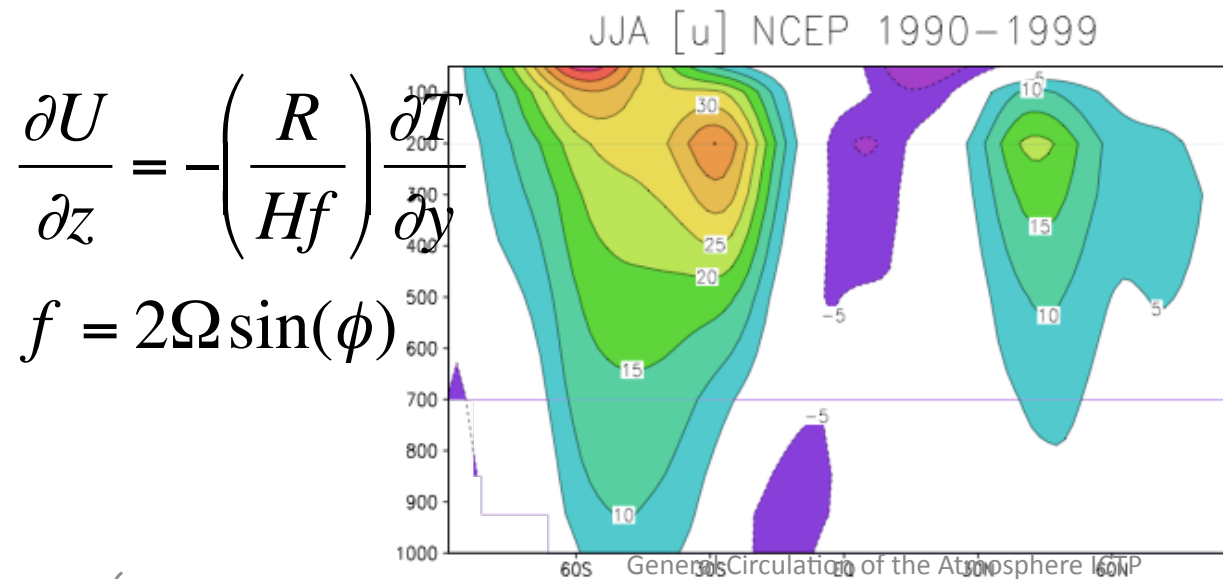 JJA [u] NCEP 1990−1999
∂U/∂z = −(R/Hf) ∂T/∂y
f = 2Ω sin(ϕ)
100
200
300
400
500
600
700
800
900
1000
30
25
20
15
10
−5
−5
−5
10
15
10
5
60S
30S
EQ
30N
60N
General Circulation of the Atmosphere ICTP